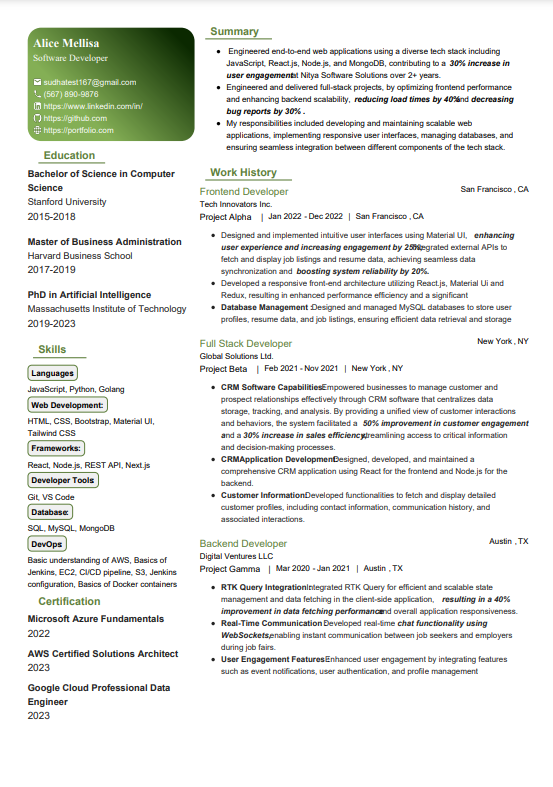 Alice Mellisa
Software Developer
sudhatest167@gmail.com
(567) 890-9876
https://www.linkedin.com/in/
https://github.com
https://portfolio.com
Education
Bachelor of Science in Computer
Science
Stanford University
2015-2018
Master of Business Administration
Harvard Business School
2017-2019
PhD in Artificial Intelligence
Massachusetts Institute of Technology
2019-2023
Skills
Languages
JavaScript, Python, Golang
Web Development:
HTML, CSS, Bootstrap, Material UI,
Tailwind CSS
Frameworks:
React, Node.js, REST API, Next.js
Developer Tools
Git, VS Code
Database:
SQL, MySQL, MongoDB
DevOps
Basic understanding of AWS, Basics of
Jenkins, EC2, CI/CD pipeline, S3, Jenkins
configuration, Basics of Docker containers
Certification
Microsoft Azure Fundamentals
2022
AWS Certified Solutions Architect
2023
Google Cloud Professional Data
Engineer
2023
Summary
• Engineered end-to-end web applications using a diverse tech stack including
JavaScript, React.js, Node.js, and MongoDB, contributing to a 30% increase in
user engagement at Nitya Software Solutions over 2+ years.
• Engineered and delivered full-stack projects, by optimizing frontend performance
and enhancing backend scalability, reducing load times by 40% and decreasing
bug reports by 30% .
• My responsibilities included developing and maintaining scalable web
applications, implementing responsive user interfaces, managing databases, and
ensuring seamless integration between different components of the tech stack.
Work History
Frontend Developer San Francisco , CA
Tech Innovators Inc.
Project Alpha | Jan 2022 - Dec 2022 | San Francisco , CA
• Designed and implemented intuitive user interfaces using Material UI, enhancing
user experience and increasing engagement by 25%. Integrated external APIs to
fetch and display job listings and resume data, achieving seamless data
synchronization and boosting system reliability by 20%.
• Developed a responsive front-end architecture utilizing React.js, Material Ui and
Redux, resulting in enhanced performance efficiency and a significant
• Database Management :Designed and managed MySQL databases to store user
profiles, resume data, and job listings, ensuring efficient data retrieval and storage
Full Stack Developer New York , NY
Global Solutions Ltd.
Project Beta | Feb 2021 - Nov 2021 | New York , NY
• CRM Software Capabilities Empowered businesses to manage customer and
prospect relationships effectively through CRM software that centralizes data
storage, tracking, and analysis. By providing a unified view of customer interactions
and behaviors, the system facilitated a 50% improvement in customer engagement
and a 30% increase in sales efficiency, streamlining access to critical information
and decision-making processes.
• CRMApplication Development Designed, developed, and maintained a
comprehensive CRM application using React for the frontend and Node.js for the
backend.
• Customer Information Developed functionalities to fetch and display detailed
customer profiles, including contact information, communication history, and
associated interactions.
Backend Developer Austin , TX
Digital Ventures LLC
Project Gamma | Mar 2020 - Jan 2021 | Austin , TX
• RTK Query Integration Integrated RTK Query for efficient and scalable state
management and data fetching in the client-side application, resulting in a 40%
improvement in data fetching performance and overall application responsiveness.
• Real-Time Communication Developed real-time chat functionality using
WebSockets, enabling instant communication between job seekers and employers
during job fairs.
• User Engagement Features Enhanced user engagement by integrating features
such as event notifications, user authentication, and profile management